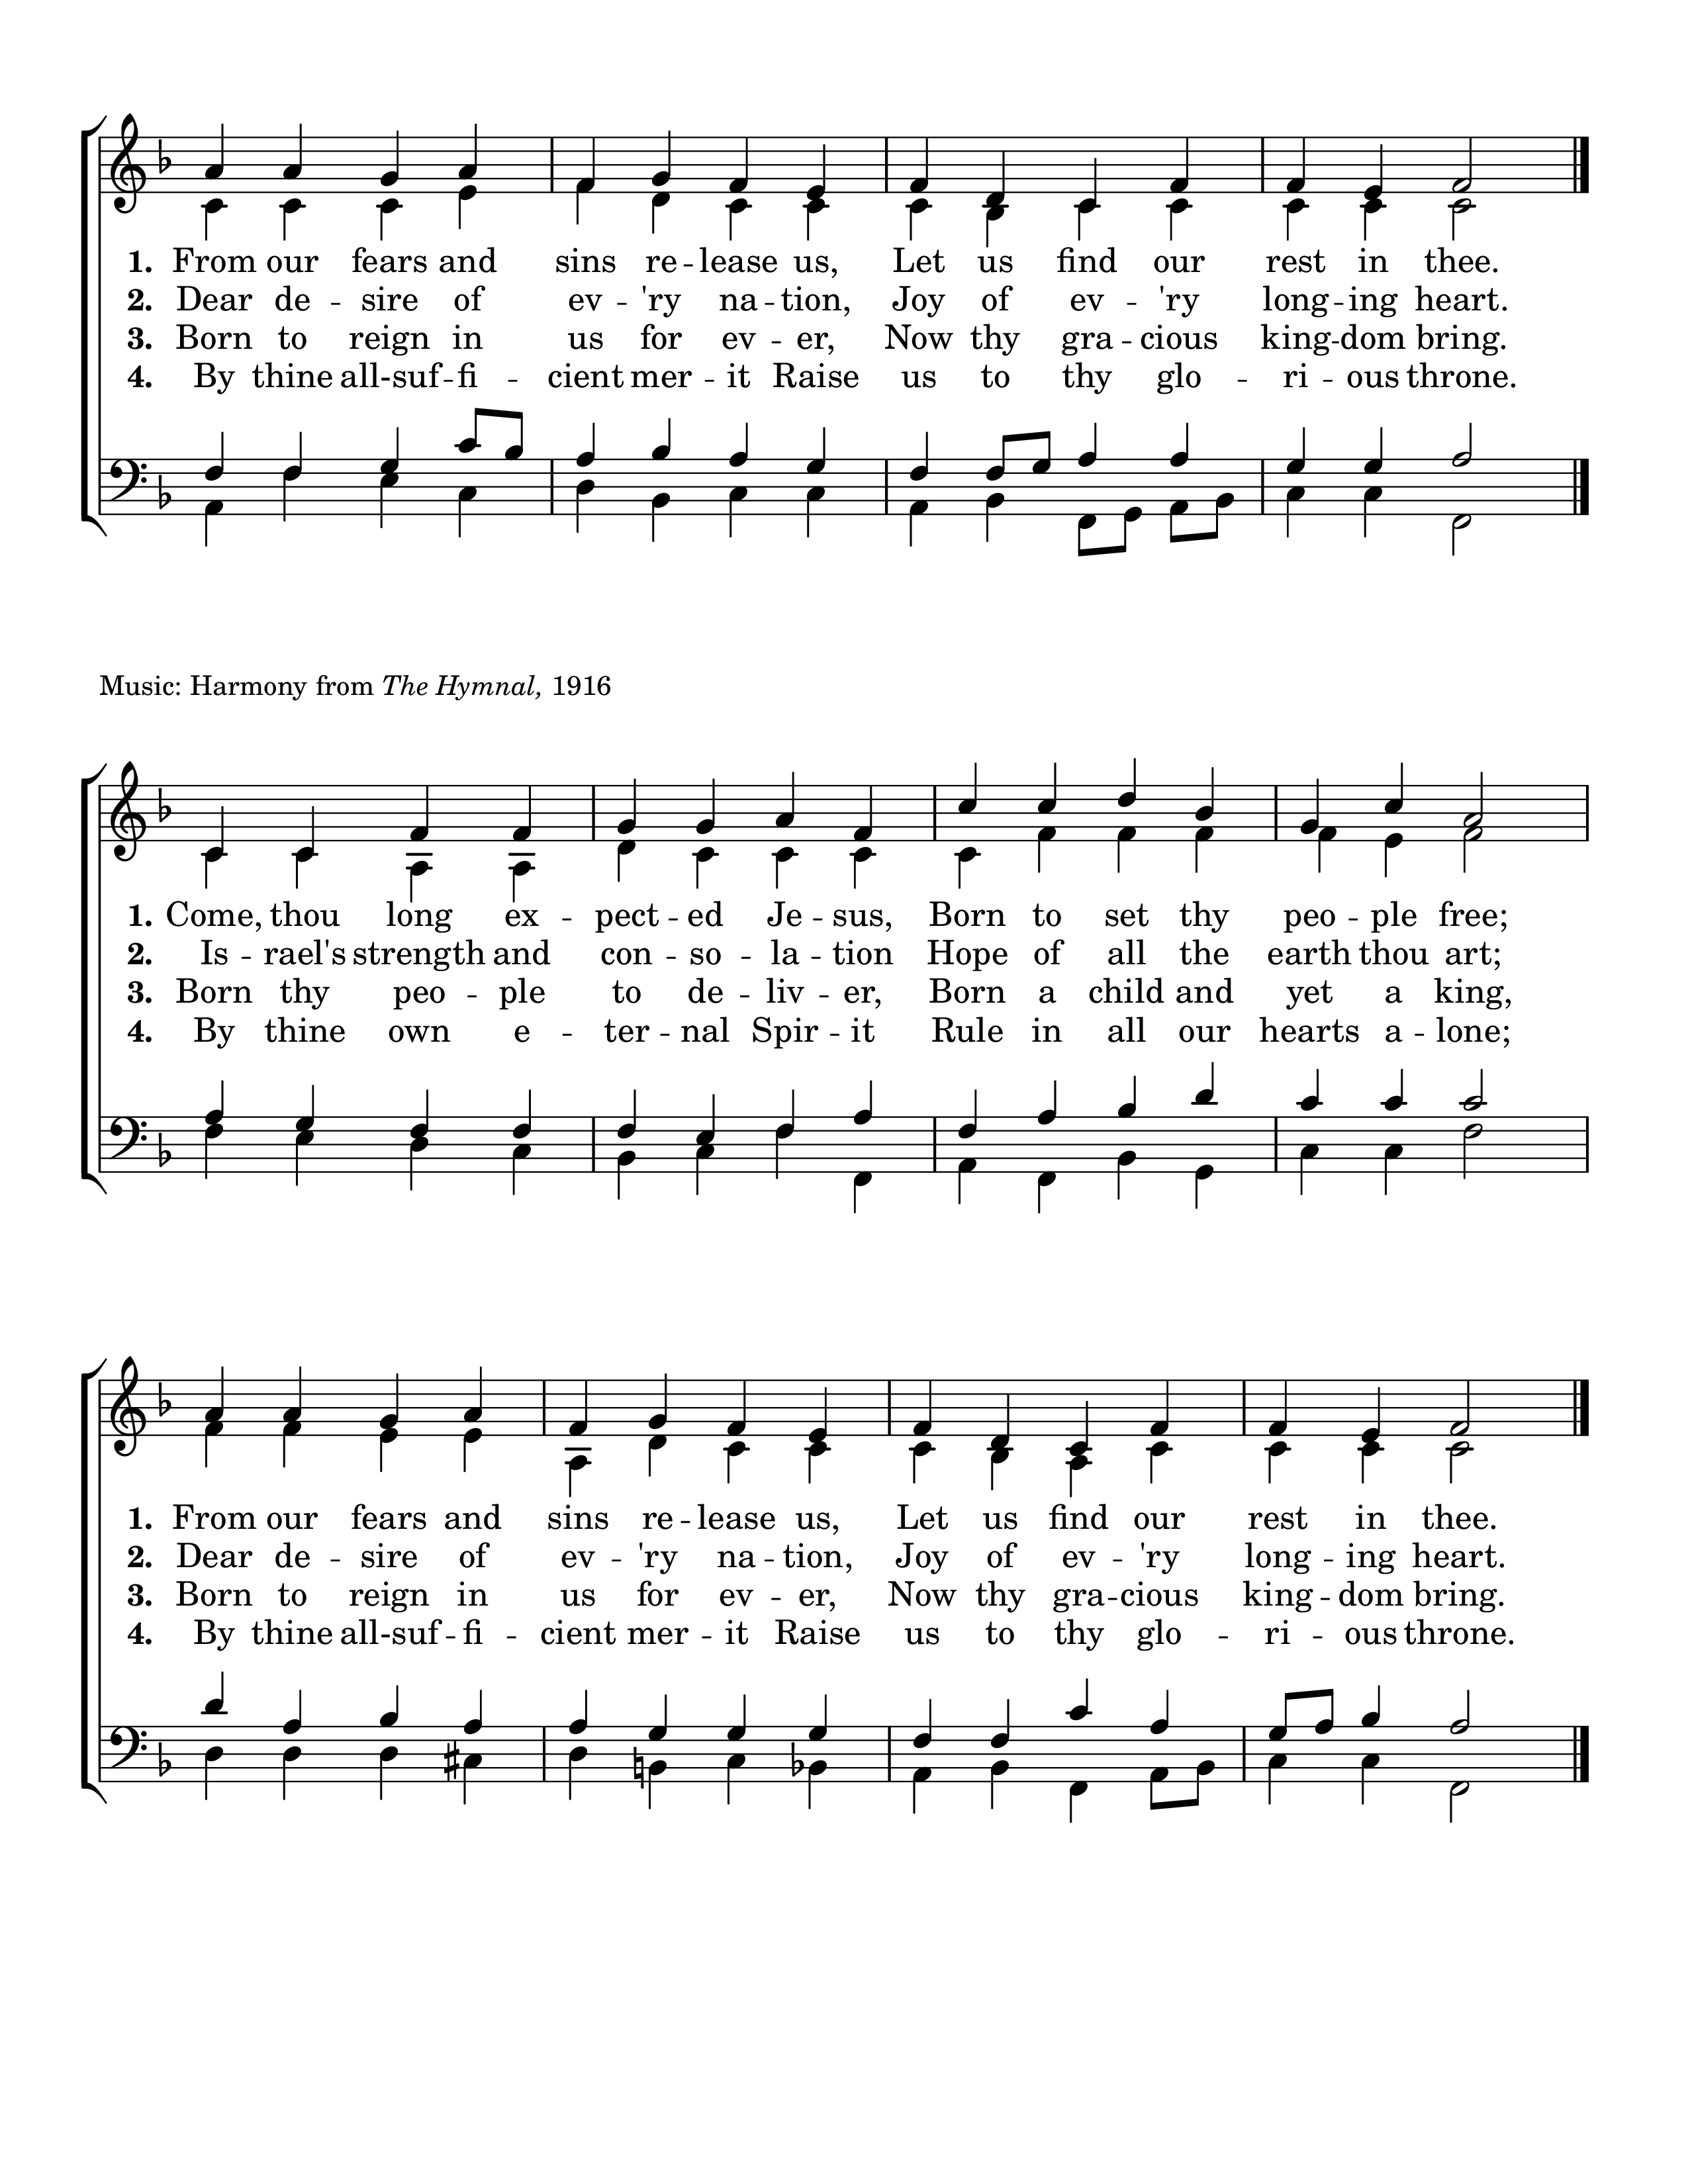 1. From our fears and sins re -- lease us, Let us find our rest in thee.
2. Dear de -- sire of ev -- 'ry na -- tion, Joy of ev -- 'ry long -- ing heart.
3. Born to reign in us for ev -- er, Now thy gra -- cious king -- dom bring.
4. By thine all-suf -- fi -- cient mer -- it Raise us to thy glo -- ri -- ous throne.
Music: Harmony from The Hymnal, 1916
1. Come, thou long ex -- pect -- ed Je -- sus, Born to set thy peo -- ple free;
2. Is -- rael's strength and con -- so -- la -- tion Hope of all the earth thou art;
3. Born thy peo -- ple to de -- liv -- er, Born a child and yet a king,
4. By thine own e -- ter -- nal Spir -- it Rule in all our hearts a -- lone;
1. From our fears and sins re -- lease us, Let us find our rest in thee.
2. Dear de -- sire of ev -- 'ry na -- tion, Joy of ev -- 'ry long -- ing heart.
3. Born to reign in us for ev -- er, Now thy gra -- cious king -- dom bring.
4. By thine all-suf -- fi -- cient mer -- it Raise us to thy glo -- ri -- ous throne.